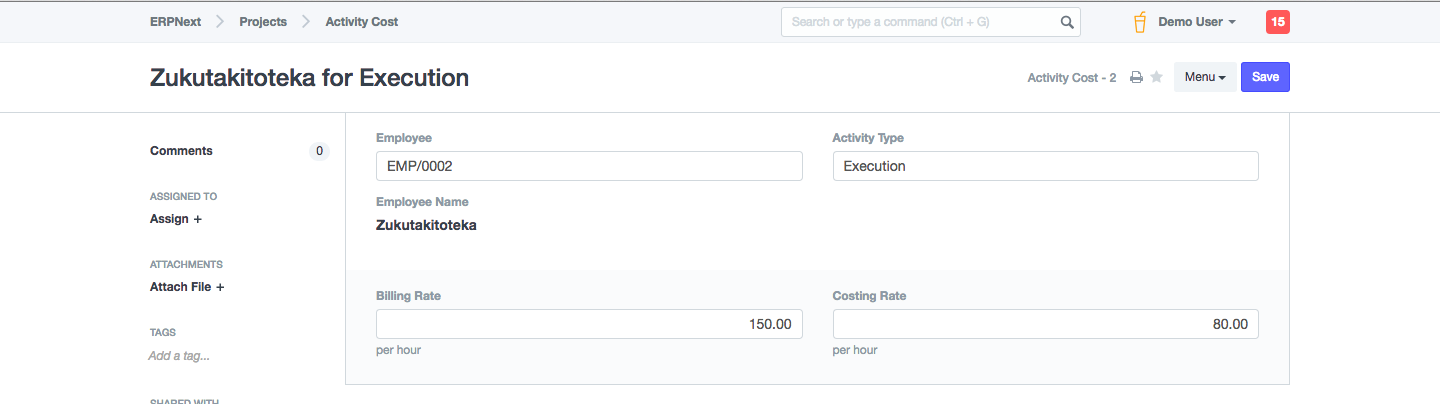 ERPNext Projects Activity Cost Search or type a command (Ctrl + G) Demo User 15
Zukutakitoteka for Execution Activity Cost - 2 Menu Save
Comments 0
ASSIGNED TO
Assign +
ATTACHMENTS
Attach File +
TAGS
Add a tag...
SHARED WITH
Employee Activity Type
EMP/0002 Execution
Employee Name
Zukutakitoteka
Billing Rate Costing Rate
150.00 80.00
per hour per hour